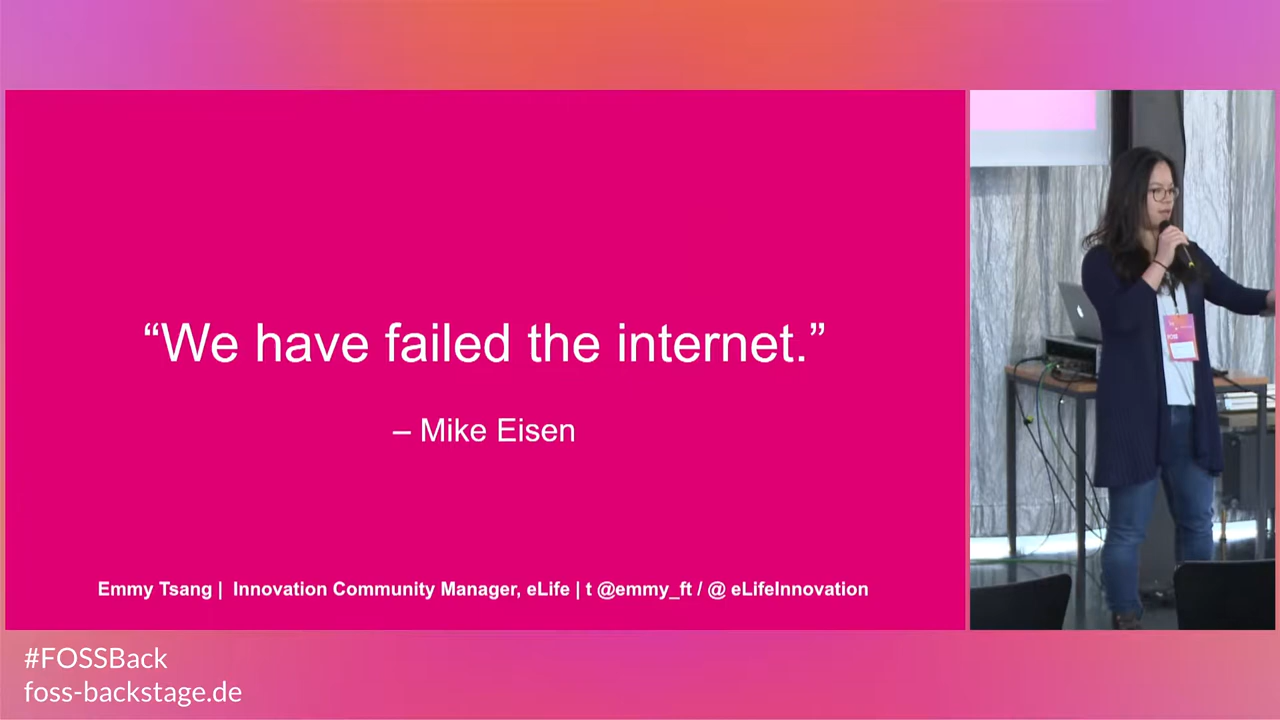 “We have failed the internet.”
– Mike Eisen
Emmy Tsang | Innovation Community Manager, eLife | t @emmy_ft / @ eLifeInnovation
#FOSSBack
foss-backstage.de